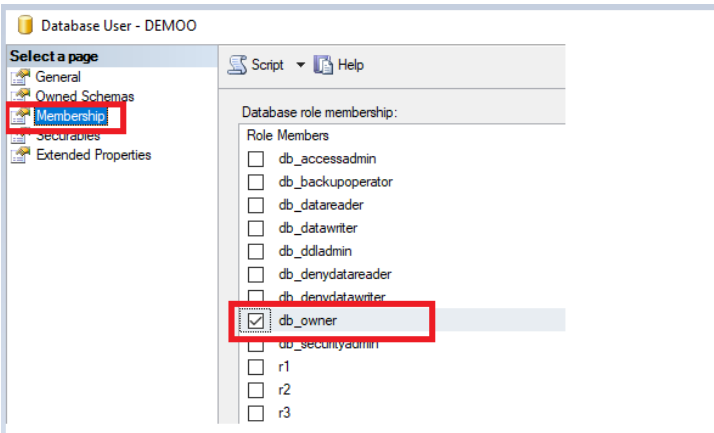 Database User - DEMOO
Select a page
General
Owned Schemas
Membership
Securables
Extended Properties
Script
Help
Database role membership:
Role Members
db_accessadmin
db_backupoperator
db_datareader
db_datawriter
db_ddladmin
db_denydatareader
db_denydatawriter
db_owner
db_securityadmin
r1
r2
r3